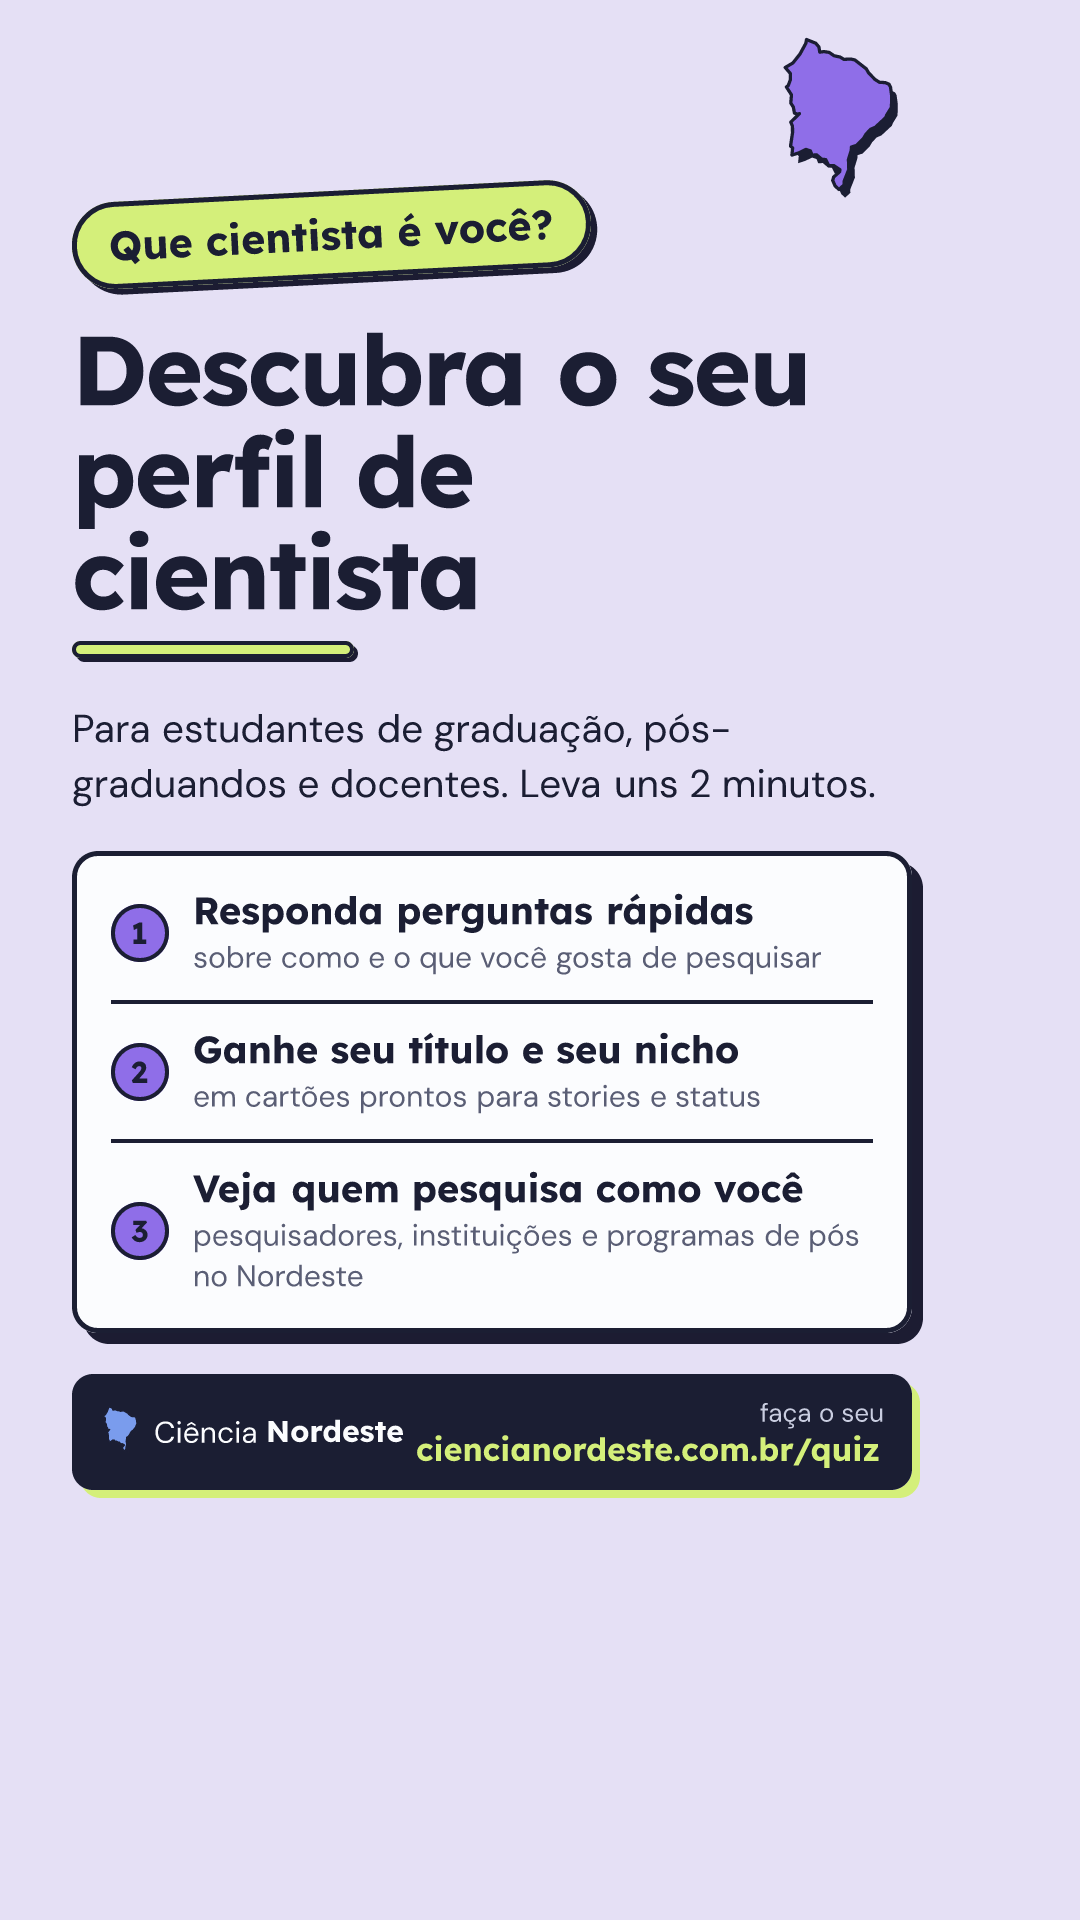 Que cientista é você?
Descubra o seu
perfil de
cientista
Para estudantes de graduação, pós-
graduandos e docentes. Leva uns 2 minutos.
1
Responda perguntas rápidas
sobre como e o que você gosta de pesquisar
2
Ganhe seu título e seu nicho
em cartões prontos para stories e status
3
Veja quem pesquisa como você
pesquisadores, instituições e programas de pós
no Nordeste
Ciência Nordeste
faça o seu
ciencianordeste.com.br/quiz